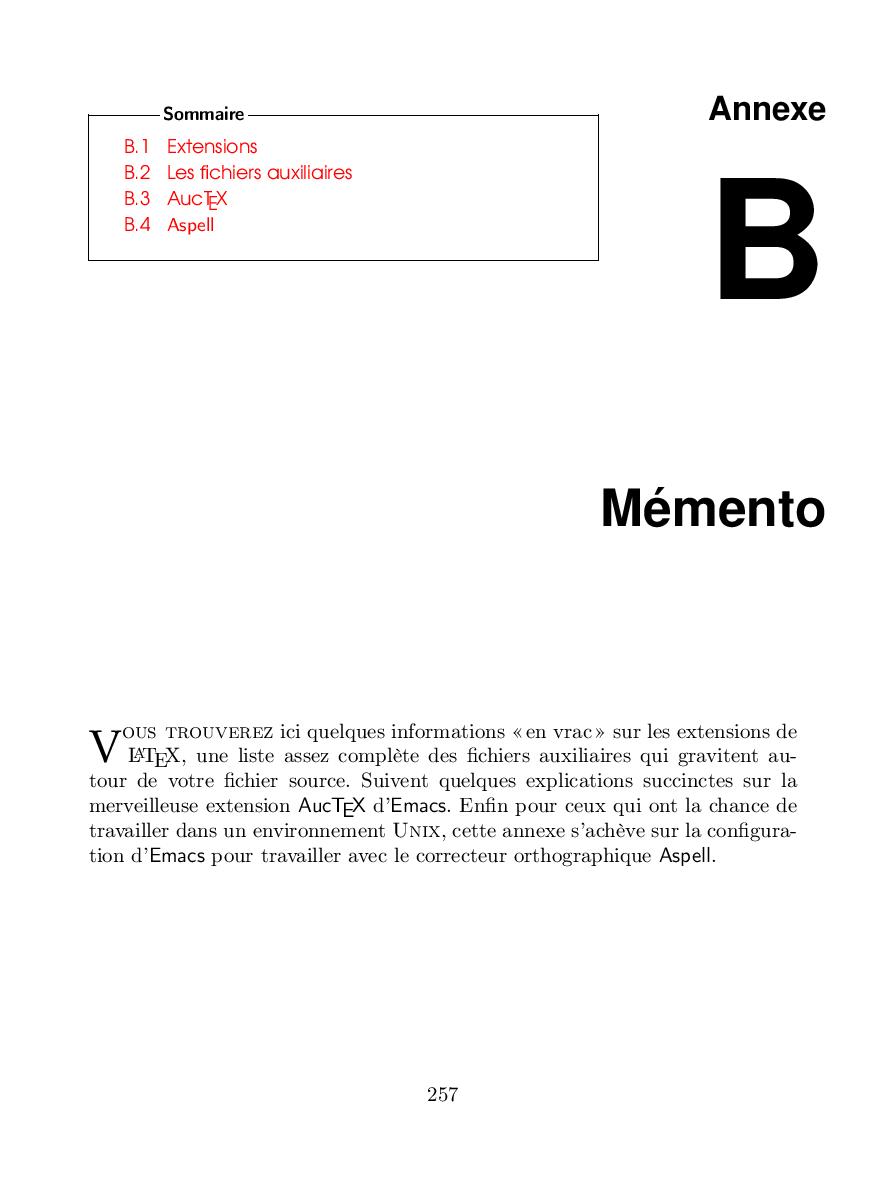 Sommaire
B.1 Extensions
B.2 Les fichiers auxiliaires
B.3 AucTEX
B.4 Aspell
Annexe
B
Mémento
VOUS TROUVEREZ ici quelques informations « en vrac » sur les extensions de
LATEX, une liste assez complète des fichiers auxiliaires qui gravitent au-
tour de votre fichier source. Suivent quelques explications succinctes sur la
merveilleuse extension AucTEX d'Emacs. Enfin pour ceux qui ont la chance de
travailler dans un environnement UNIX, cette annexe s'achève sur la configura-
tion d'Emacs pour travailler avec le correcteur orthographique Aspell.
257